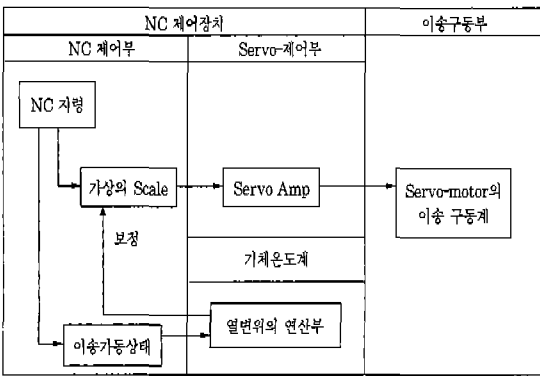 NC 제어장치
이송구동부
NC 제어부
Servo-제어부
NC 지령
가상의 Scale
Servo Amp
Servo-motor의
이송 구동계
보정
기체온도계
열변위의 연산부
이송가동상태